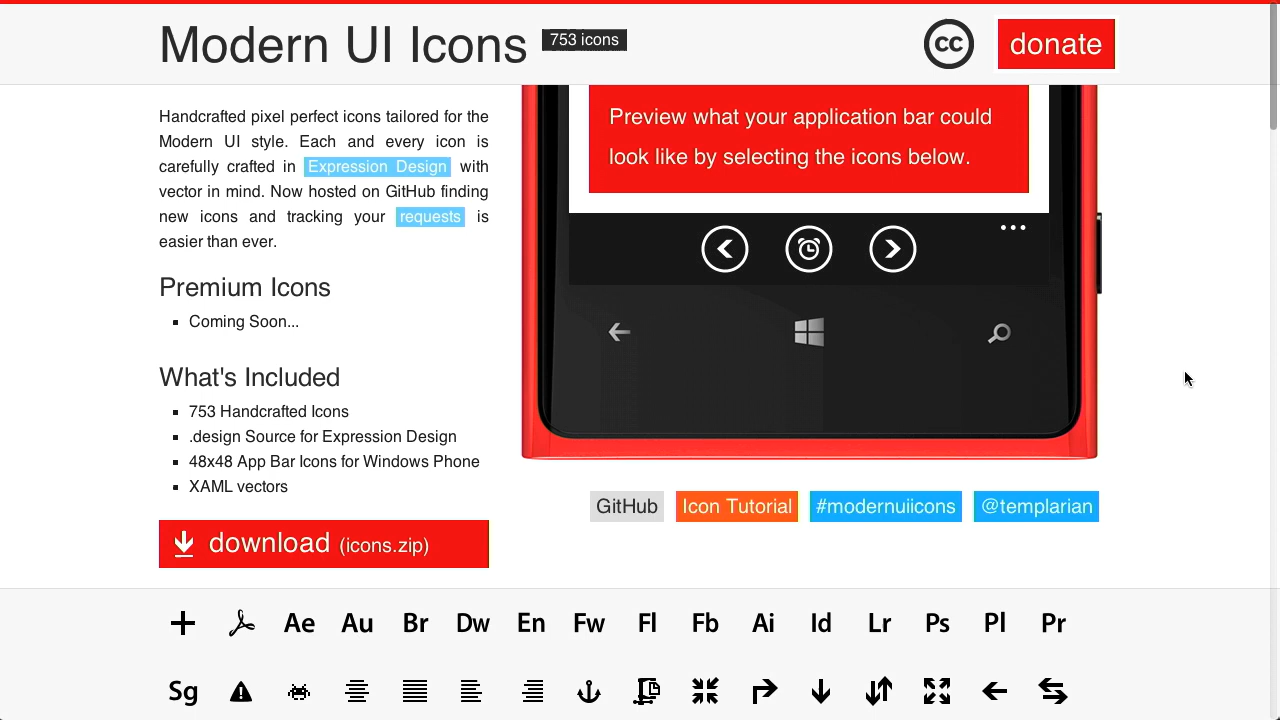 Modern UI Icons 753 icons
cc donate
Handcrafted pixel perfect icons tailored for the
Modern UI style. Each and every icon is
carefully crafted in Expression Design with
vector in mind. Now hosted on GitHub finding
new icons and tracking your requests is
easier than ever.
Premium Icons
Coming Soon...
What's Included
753 Handcrafted Icons
.design Source for Expression Design
48x48 App Bar Icons for Windows Phone
XAML vectors
download (icons.zip)
Preview what your application bar could
look like by selecting the icons below.
GitHub Icon Tutorial #modernuiicons @templarian
Ae Au Br Dw En Fw Fl Fb Ai Id Lr Ps Pl Pr
Sg